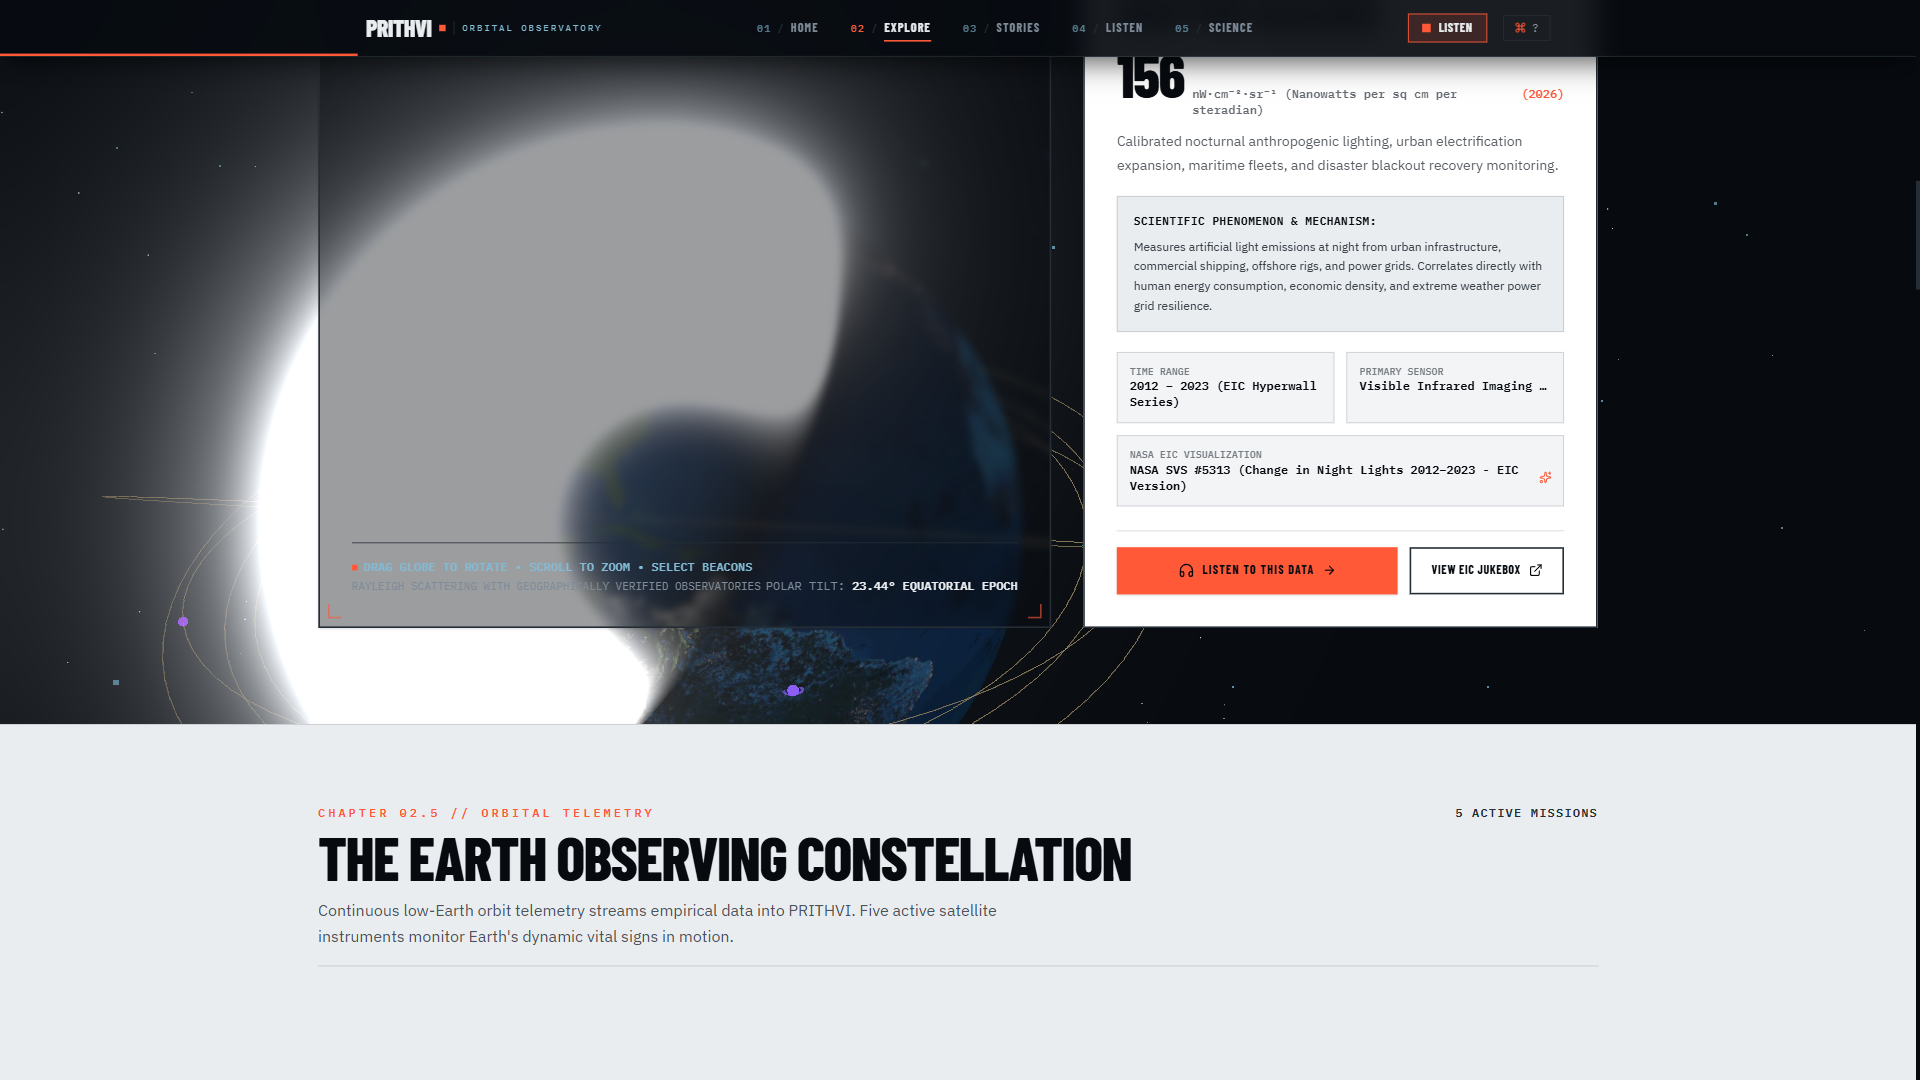 PRITHVI ORBITAL OBSERVATORY 01 / HOME 02 / EXPLORE 03 / STORIES 04 / LISTEN 05 / SCIENCE LISTEN ⌘ ?
156 nW·cm⁻²·sr⁻¹ (Nanowatts per sq cm per (2026)
steradian)
Calibrated nocturnal anthropogenic lighting, urban electrification
expansion, maritime fleets, and disaster blackout recovery monitoring.
SCIENTIFIC PHENOMENON & MECHANISM:
Measures artificial light emissions at night from urban infrastructure,
commercial shipping, offshore rigs, and power grids. Correlates directly with
human energy consumption, economic density, and extreme weather power
grid resilience.
TIME RANGE
2012 – 2023 (EIC Hyperwall
Series)
PRIMARY SENSOR
Visible Infrared Imaging …
NASA EIC VISUALIZATION
NASA SVS #5313 (Change in Night Lights 2012–2023 - EIC
Version)
LISTEN TO THIS DATA →
VIEW EIC JUKEBOX
DRAG GLOBE TO ROTATE • SCROLL TO ZOOM • SELECT BEACONS
RAYLEIGH SCATTERING WITH GEOGRAPHICALLY VERIFIED OBSERVATORIES POLAR TILT: 23.44° EQUATORIAL EPOCH
CHAPTER 02.5 // ORBITAL TELEMETRY
5 ACTIVE MISSIONS
THE EARTH OBSERVING CONSTELLATION
Continuous low-Earth orbit telemetry streams empirical data into PRITHVI. Five active satellite
instruments monitor Earth's dynamic vital signs in motion.